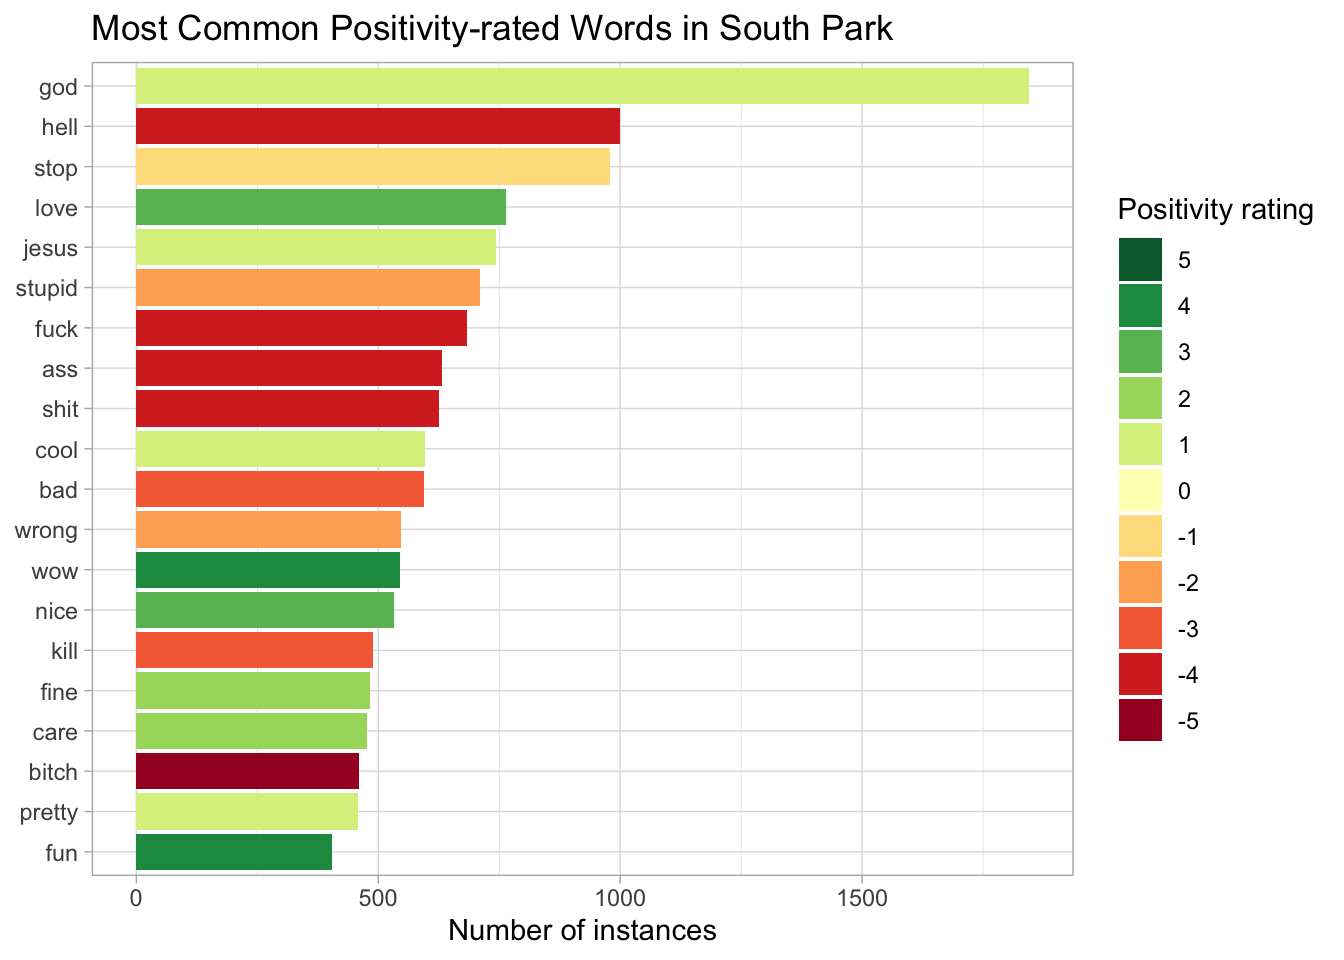 Most Common Positivity-rated Words in South Park
god
hell
stop
love
jesus
stupid
fuck
ass
shit
cool
bad
wrong
wow
nice
kill
fine
care
bitch
pretty
fun
0 500 1000 1500
Number of instances
Positivity rating
5
4
3
2
1
0
-1
-2
-3
-4
-5